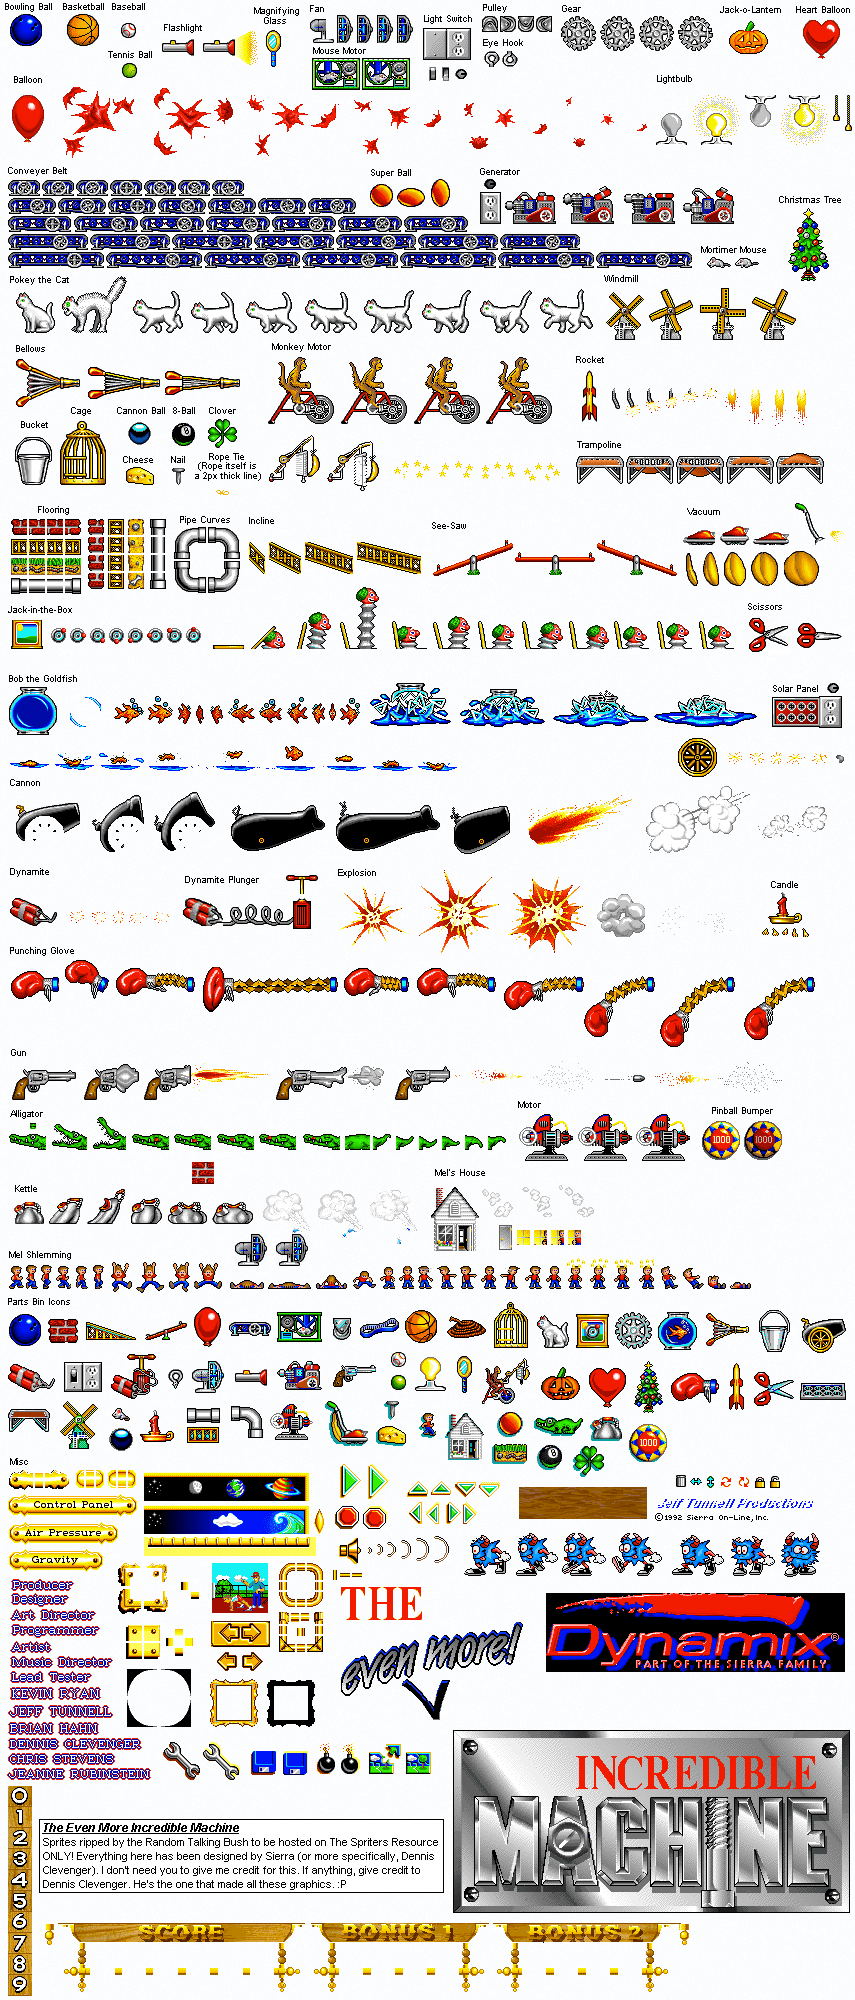 Bowling Ball
Basketball
Baseball
Tennis Ball
Flashlight
Magnifying
Glass
Fan
Mouse Motor
Light Switch
Pulley
Eye Hook
Gear
Jack-o-Lantern
Heart Balloon
Balloon
Lightbulb
Conveyer Belt
Super Ball
Generator
Christmas Tree
Mortimer Mouse
Pokey the Cat
Windmill
Bellows
Monkey Motor
Rocket
Bucket
Cage
Cannon Ball
8-Ball
Clover
Cheese
Nail
Rope Tie
(Rope itself is
a 2px thick line)
Trampoline
Flooring
Pipe Curves
Incline
See-Saw
Vacuum
Jack-in-the-Box
Scissors
Bob the Goldfish
Solar Panel
Cannon
Dynamite
Dynamite Plunger
Explosion
Candle
Punching Glove
Gun
Alligator
Motor
Pinball Bumper
1000
1000
Kettle
Mel's House
Mel Shlemming
Parts Bin Icons
1000
Misc
Control Panel
Air Pressure
Gravity
Jeff Tunnell Productions
©1992 Sierra On-Line, Inc.
Producer
Designer
Art Director
Programmer
Artist
Music Director
Lead Tester
KEVIN RYAN
JEFF TUNNELL
BRIAN HAHN
DENNIS CLEVENGER
CHRIS STEVENS
JEANNE RUBINSTEIN
THE
even more!
Dynamix®
PART OF THE SIERRA FAMILY
INCREDIBLE
MACHINE
0
1
2
3
4
5
6
7
8
9
The Even More Incredible Machine
Sprites ripped by the Random Talking Bush to be hosted on The Spriters Resource
ONLY! Everything here has been designed by Sierra (or more specifically, Dennis
Clevenger). I don't need you to give me credit for this. If anything, give credit to
Dennis Clevenger. He's the one that made all these graphics. :P
SCORE
BONUS 1
BONUS 2